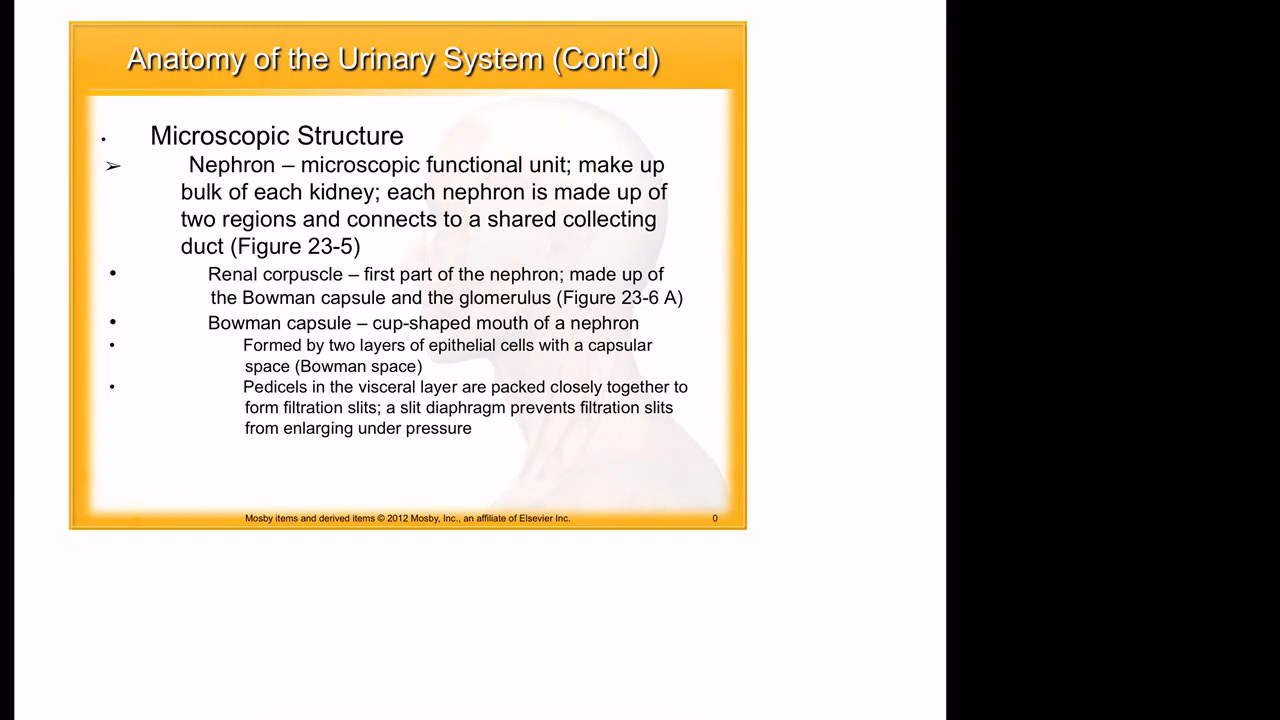 Anatomy of the Urinary System (Cont’d)
• Microscopic Structure
➢ Nephron – microscopic functional unit; make up
bulk of each kidney; each nephron is made up of
two regions and connects to a shared collecting
duct (Figure 23-5)
• Renal corpuscle – first part of the nephron; made up of
the Bowman capsule and the glomerulus (Figure 23-6 A)
• Bowman capsule – cup-shaped mouth of a nephron
• Formed by two layers of epithelial cells with a capsular
space (Bowman space)
• Pedicels in the visceral layer are packed closely together to
form filtration slits; a slit diaphragm prevents filtration slits
from enlarging under pressure
Mosby items and derived items © 2012 Mosby, Inc., an affiliate of Elsevier Inc. 0